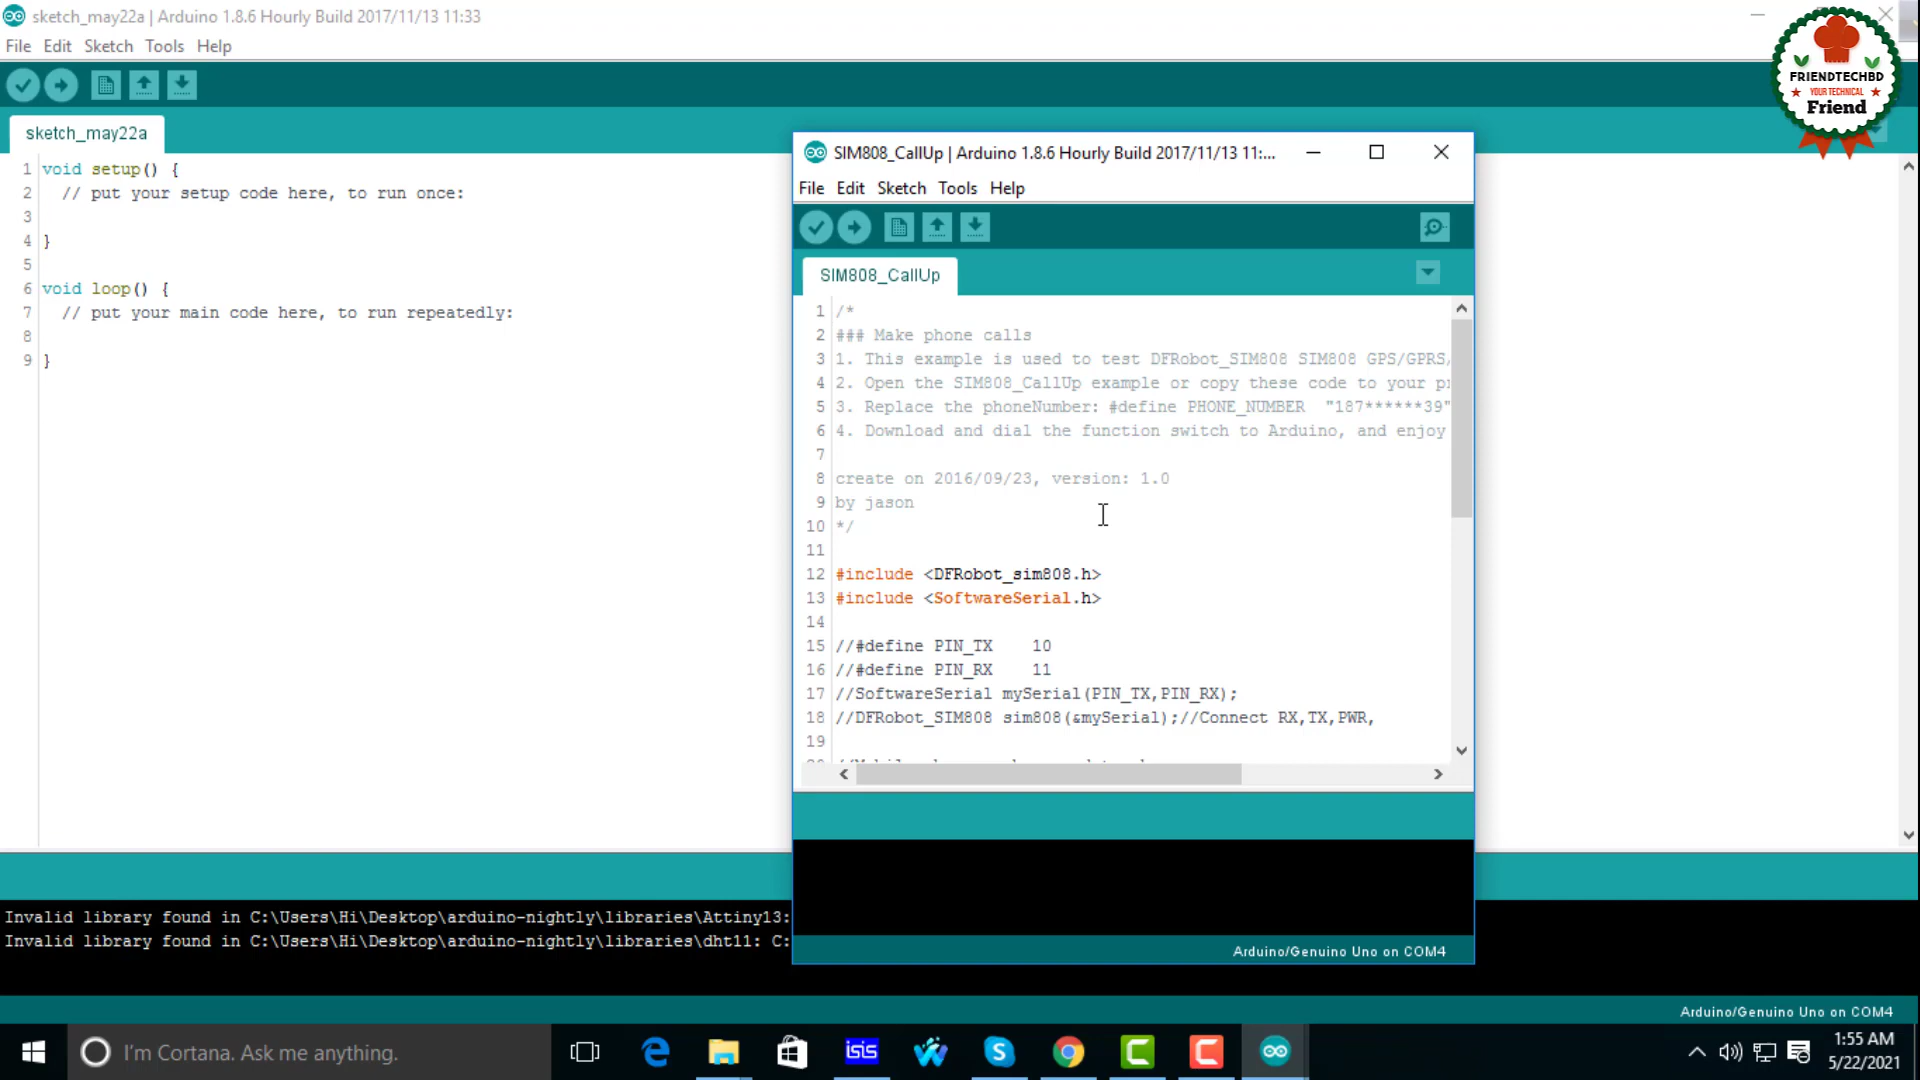 sketch_may22a | Arduino 1.8.6 Hourly Build 2017/11/13 11:33
File Edit Sketch Tools Help
FRIENDTECHBD
YOUR TECHNICAL
Friend
sketch_may22a
1 void setup() {
2 // put your setup code here, to run once:
3
4 }
5
6 void loop() {
7 // put your main code here, to run repeatedly:
8
9 }
SIM808_CallUp | Arduino 1.8.6 Hourly Build 2017/11/13 11:...
File Edit Sketch Tools Help
SIM808_CallUp
1 /*
2 ### Make phone calls
3 1. This example is used to test DFRobot_SIM808 SIM808 GPS/GPRS/
4 2. Open the SIM808_CallUp example or copy these code to your p
5 3. Replace the phoneNumber: #define PHONE_NUMBER "187******39"
6 4. Download and dial the function switch to Arduino, and enjoy
7
8 create on 2016/09/23, version: 1.0
9 by jason
10 */
11
12 #include <DFRobot_sim808.h>
13 #include <SoftwareSerial.h>
14
15 //#define PIN_TX 10
16 //#define PIN_RX 11
17 //SoftwareSerial mySerial(PIN_TX,PIN_RX);
18 //DFRobot_SIM808 sim808(&mySerial);//Connect RX,TX,PWR,
19
Arduino/Genuino Uno on COM4
Invalid library found in C:\Users\Hi\Desktop\arduino-nightly\libraries\Attiny13:
Invalid library found in C:\Users\Hi\Desktop\arduino-nightly\libraries\dht11: C:
Arduino/Genuino Uno on COM4
I'm Cortana. Ask me anything.
isis
1:55 AM
5/22/2021